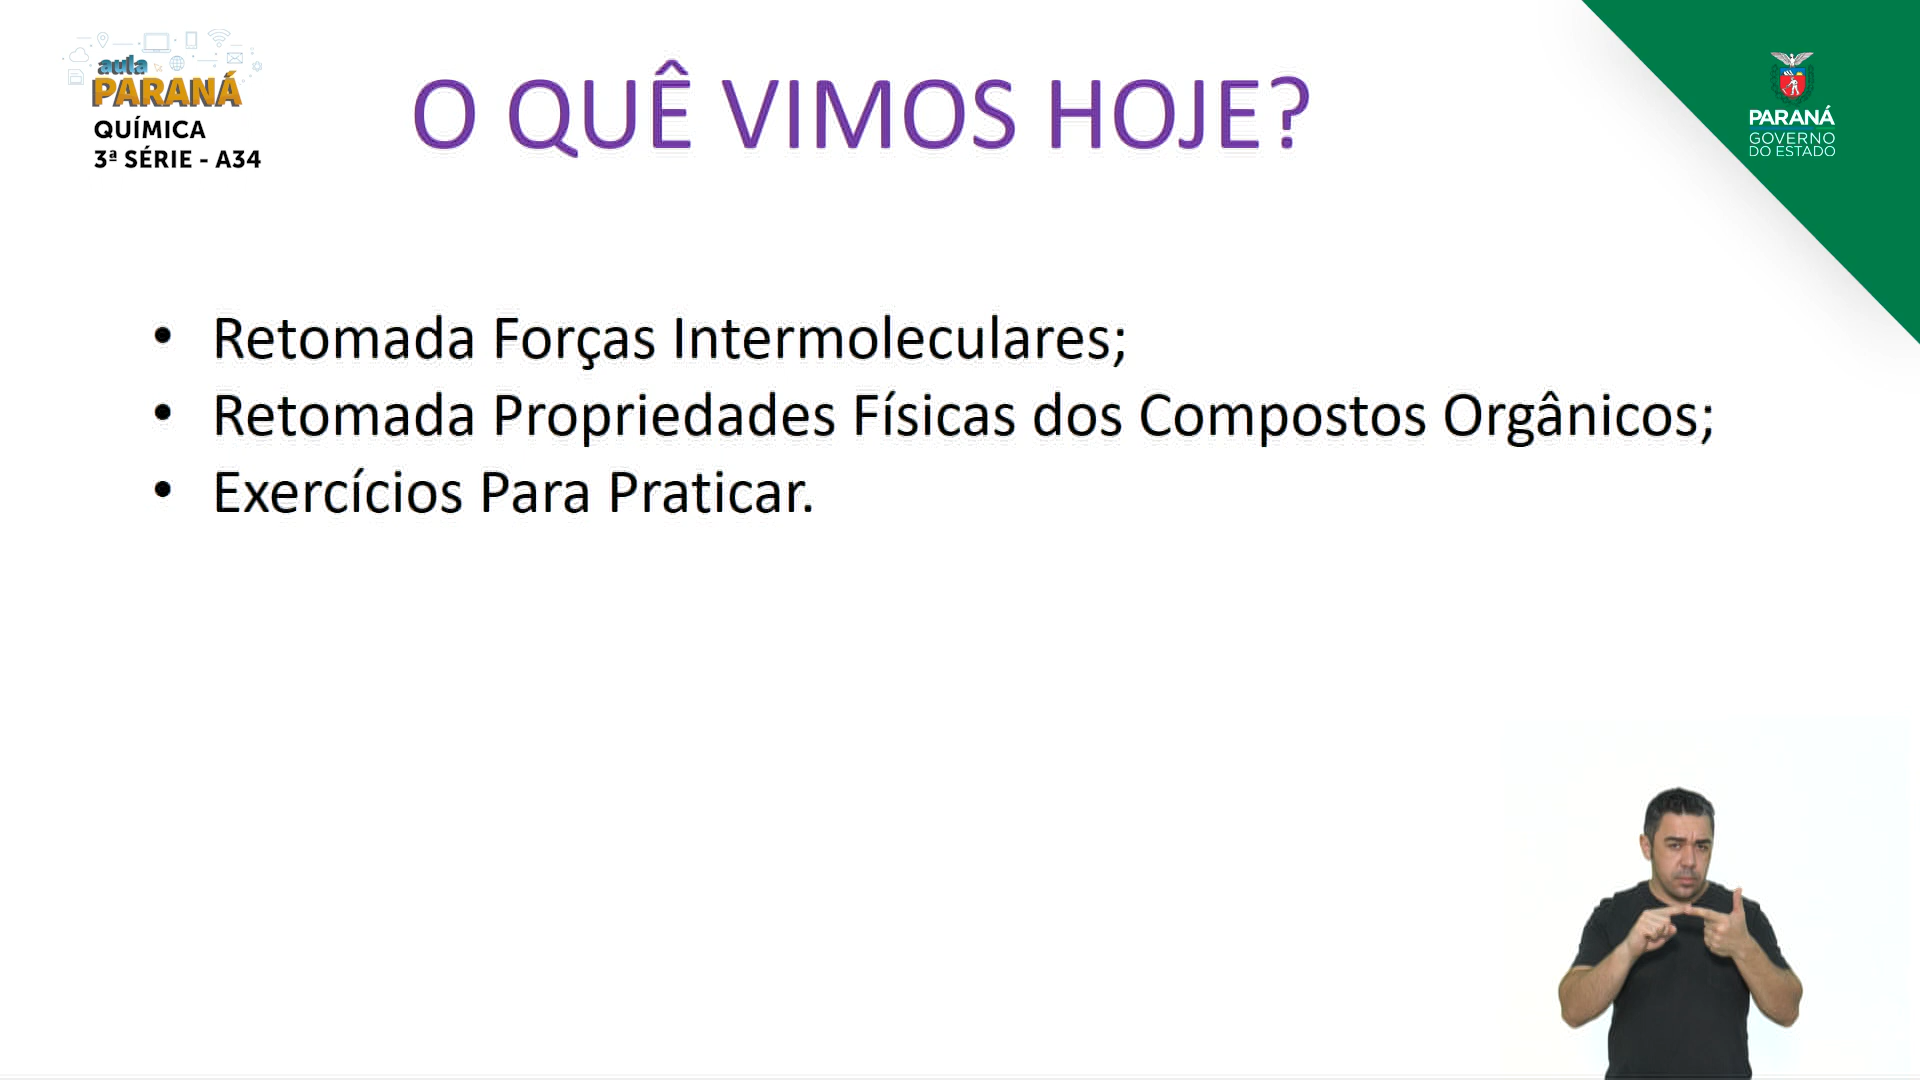 aula
PARANÁ
QUÍMICA
3ª SÉRIE - A34
O QUÊ VIMOS HOJE?
PARANÁ
GOVERNO
DO ESTADO
• Retomada Forças Intermoleculares;
• Retomada Propriedades Físicas dos Compostos Orgânicos;
• Exercícios Para Praticar.